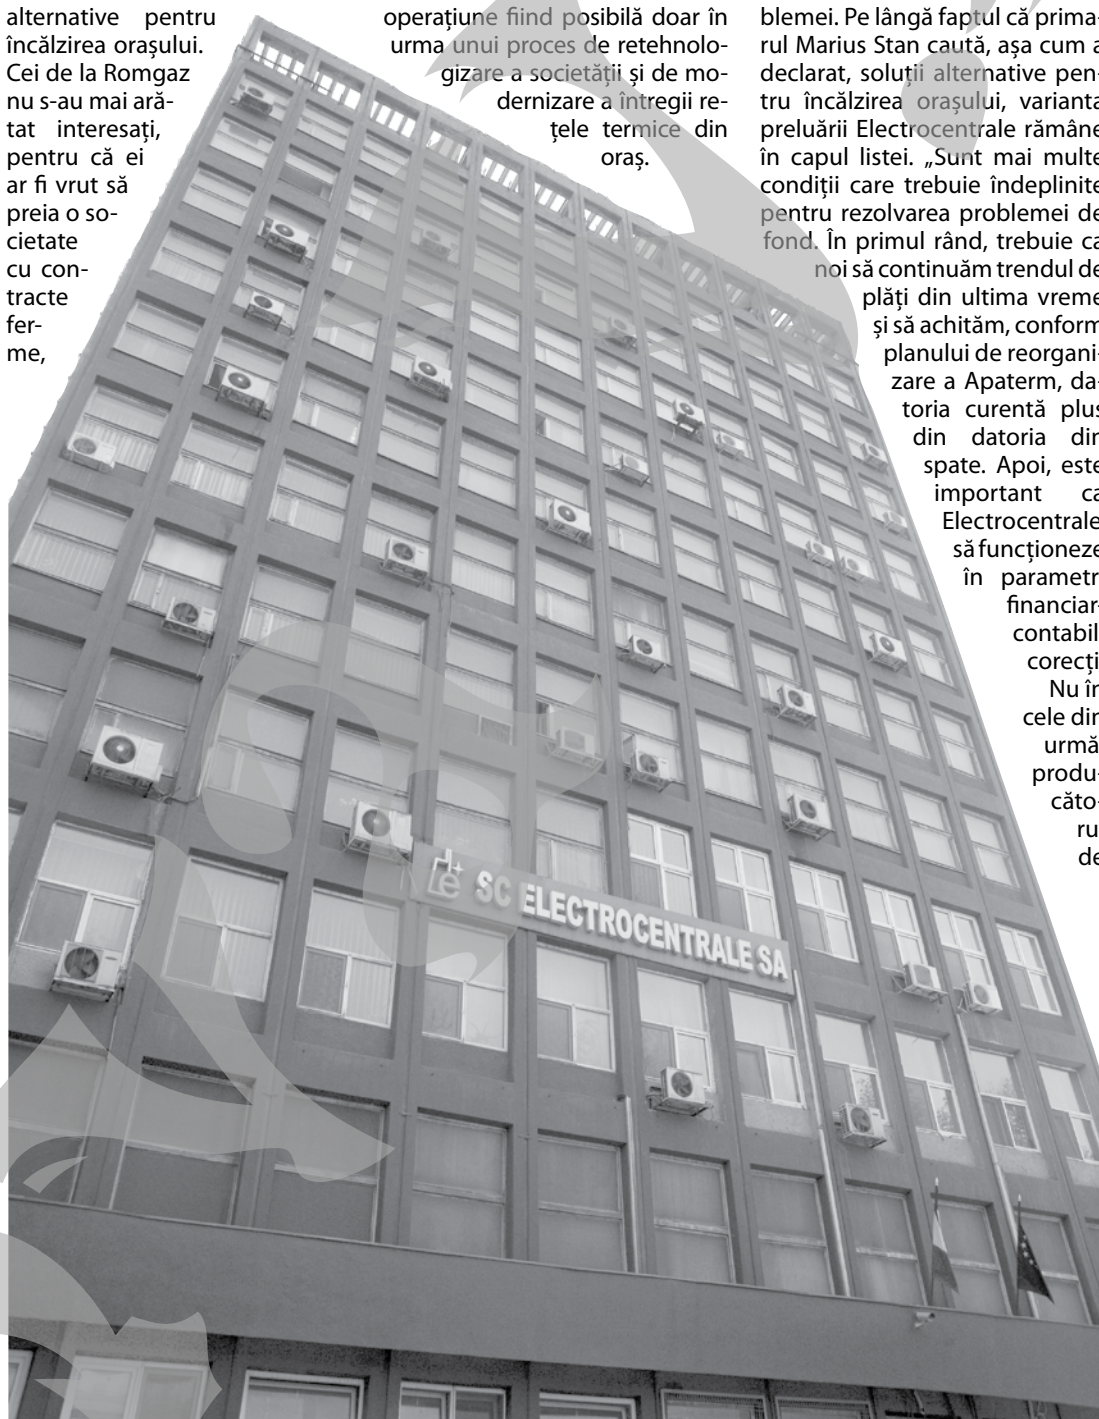 alternative pentru
încălzirea orașului.
Cei de la Romgaz
nu s-au mai ară-
tat interesați,
pentru că ei
ar fi vrut să
preia o so-
cietate
cu con-
tracte
fer-
me,
operațiune fiind posibilă doar în
urma unui proces de retehnolo-
gizare a societății și de mo-
dernizare a întregii re-
țele termice din
oraș.
blemei. Pe lângă faptul că prima-
rul Marius Stan caută, așa cum a
declarat, soluții alternative pen-
tru încălzirea orașului, varianta
preluării Electrocentrale rămâne
în capul listei. „Sunt mai multe
condiții care trebuie îndeplinite
pentru rezolvarea problemei de
fond. În primul rând, trebuie ca
noi să continuăm trendul de
plăți din ultima vreme
și să achităm, conform
planului de reorgani-
zare a Apaterm, da-
toria curentă plus
din datoria din
spate. Apoi, este
important ca
Electrocentrale
să funcționeze
în parametr
financiar-
contabil
corecți
Nu în
cele din
urmă
produ-
căto-
ru
de
SC ELECTROCENTRALE SA